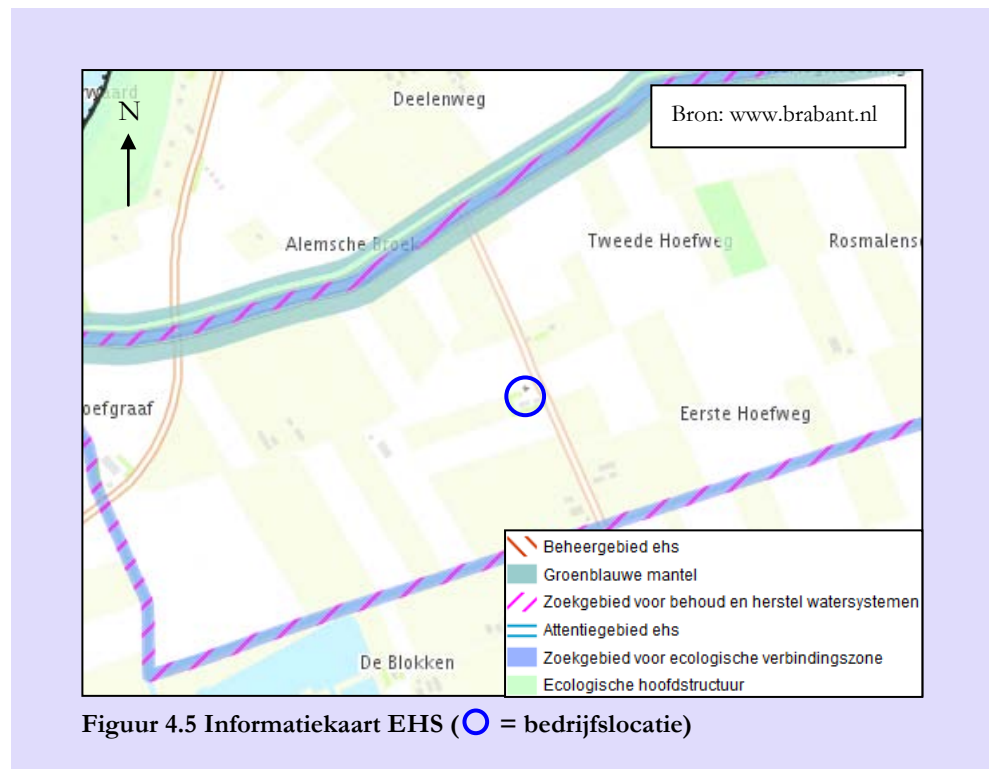 N
Deelenweg
Bron: www.brabant.nl
Alemsche Broek
Tweede Hoefweg
Rosmalens
oefgraaf
Eerste Hoefweg
De Blokken
Beheergebied ehs
Groenblauwe mantel
Zoekgebied voor behoud en herstel watersystemen
Attentiegebied ehs
Zoekgebied voor ecologische verbindingszone
Ecologische hoofdstructuur
Figuur 4.5 Informatiekaart EHS ( = bedrijfslocatie)